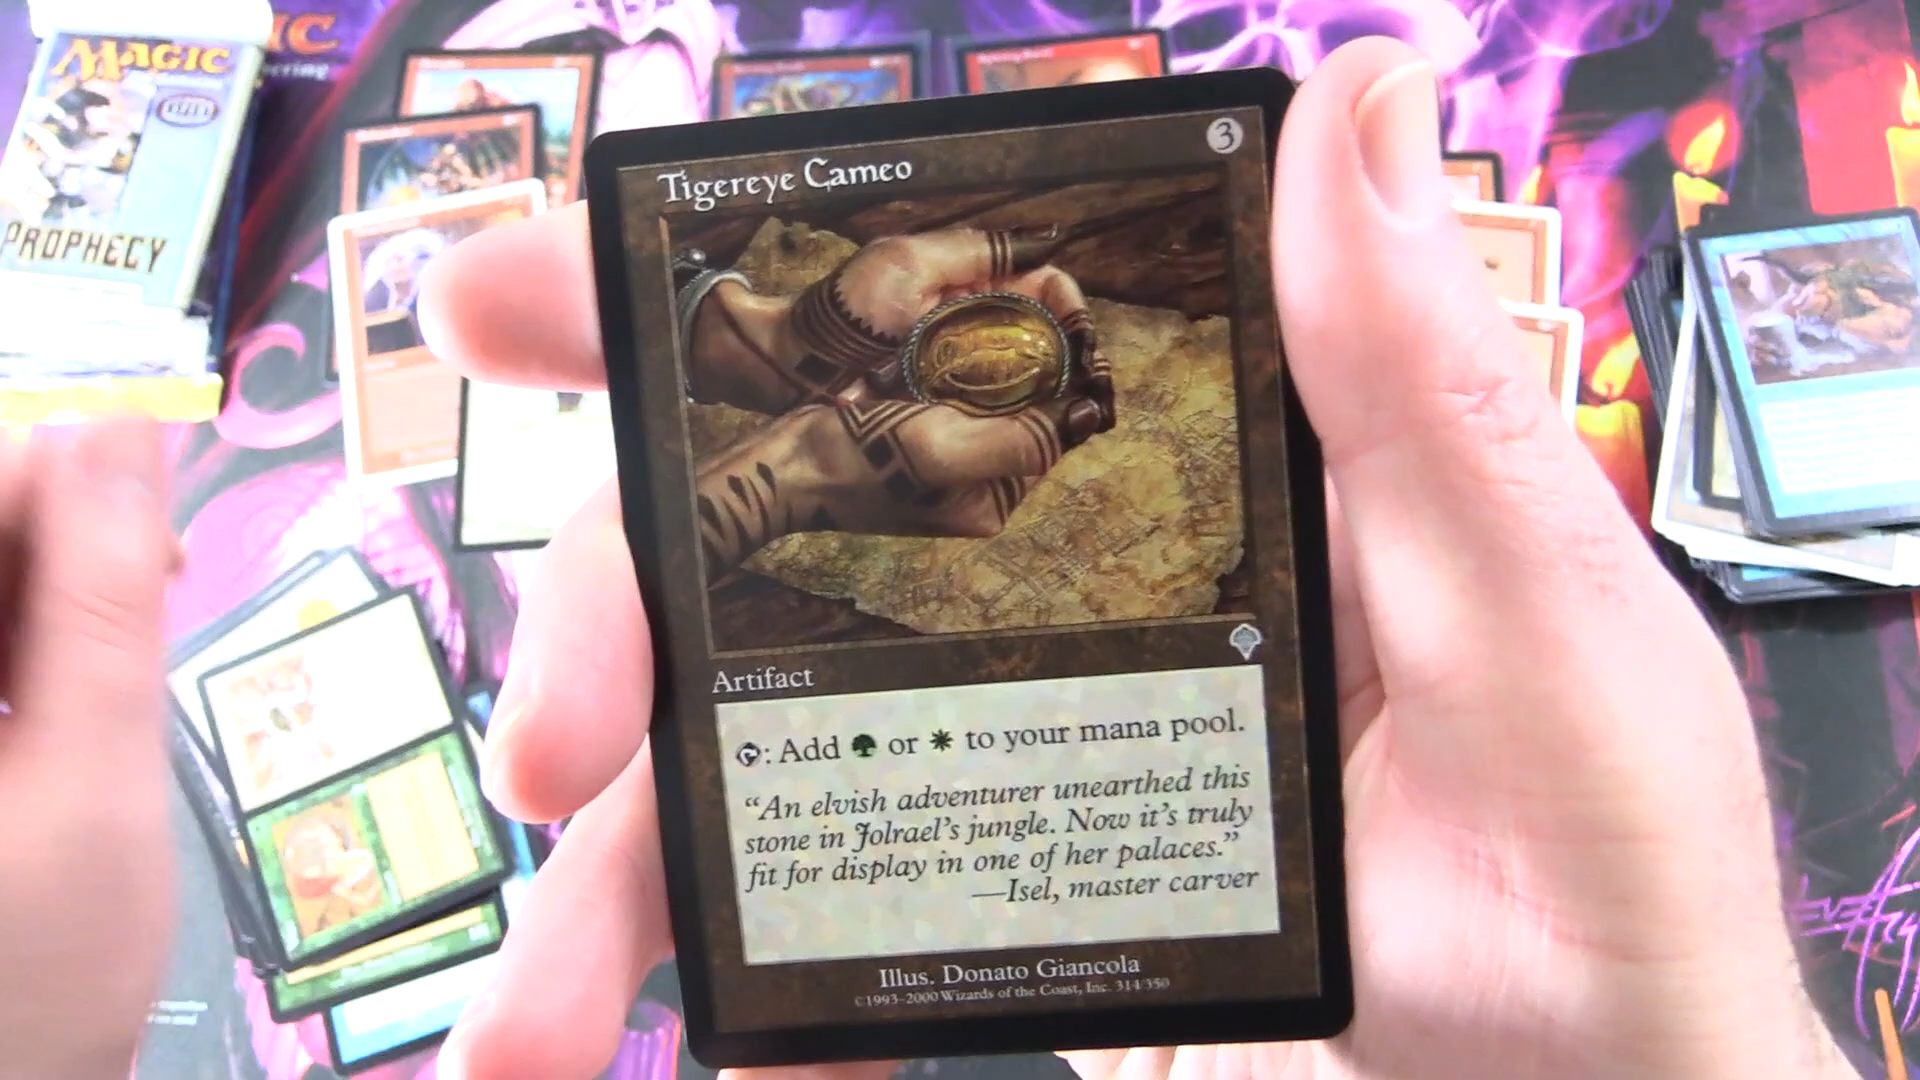 MAGIC
PROPHECY
Tigereye Cameo
3
Artifact
: Add or to your mana pool.
“An elvish adventurer unearthed this
stone in Jolrael’s jungle. Now it’s truly
fit for display in one of her palaces.”
—Isel, master carver
Illus. Donato Giancola
©1993-2000 Wizards of the Coast, Inc. 314/350